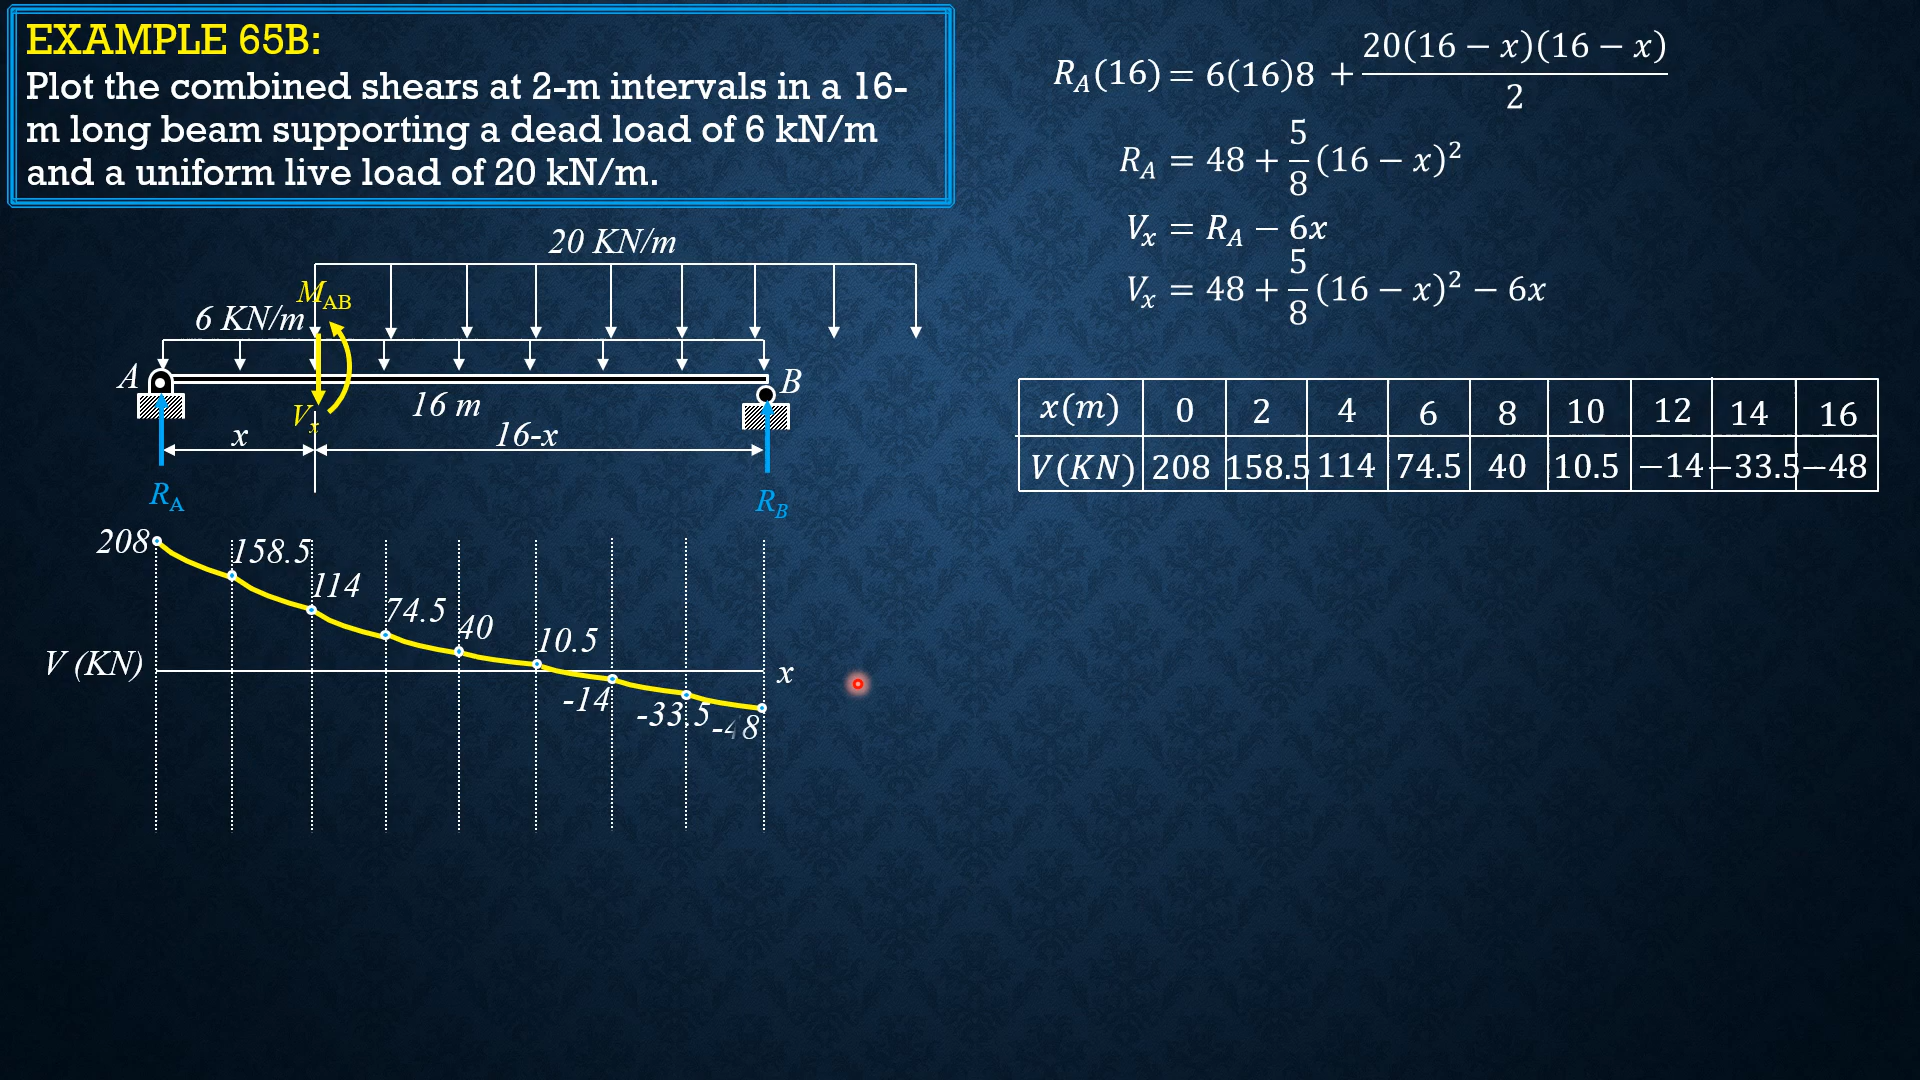 EXAMPLE 65B:
Plot the combined shears at 2-m intervals in a 16-
m long beam supporting a dead load of 6 kN/m
and a uniform live load of 20 kN/m.
R_A(16) = 6(16)8 + \frac{20(16 − x)(16 − x)}{2}
R_A = 48 + \frac{5}{8}(16 − x)^2
V_x = R_A − 6x
V_x = 48 + \frac{5}{8}(16 − x)^2 − 6x
20 KN/m
M_AB
6 KN/m
A
B
V_x
16 m
x
16-x
R_A
R_B
x(m) 0 2 4 6 8 10 12 14 16
V(KN) 208 158.5 114 74.5 40 10.5 −14 −33.5 −48
208
158.5
114
74.5
40
10.5
V (KN)
x
-14
-33.5
-48